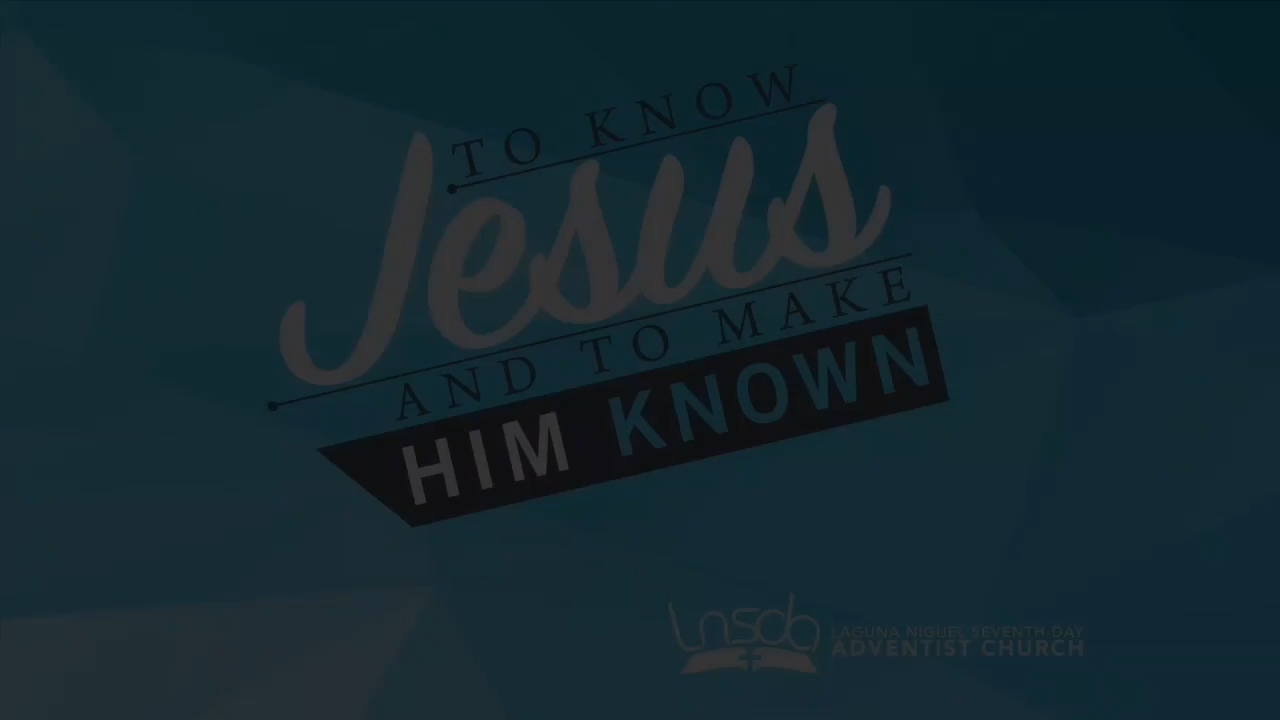 TO KNOW
Jesus
AND TO MAKE
HIM KNOWN
lnsda
LAGUNA NIGUEL SEVENTH-DAY
ADVENTIST CHURCH